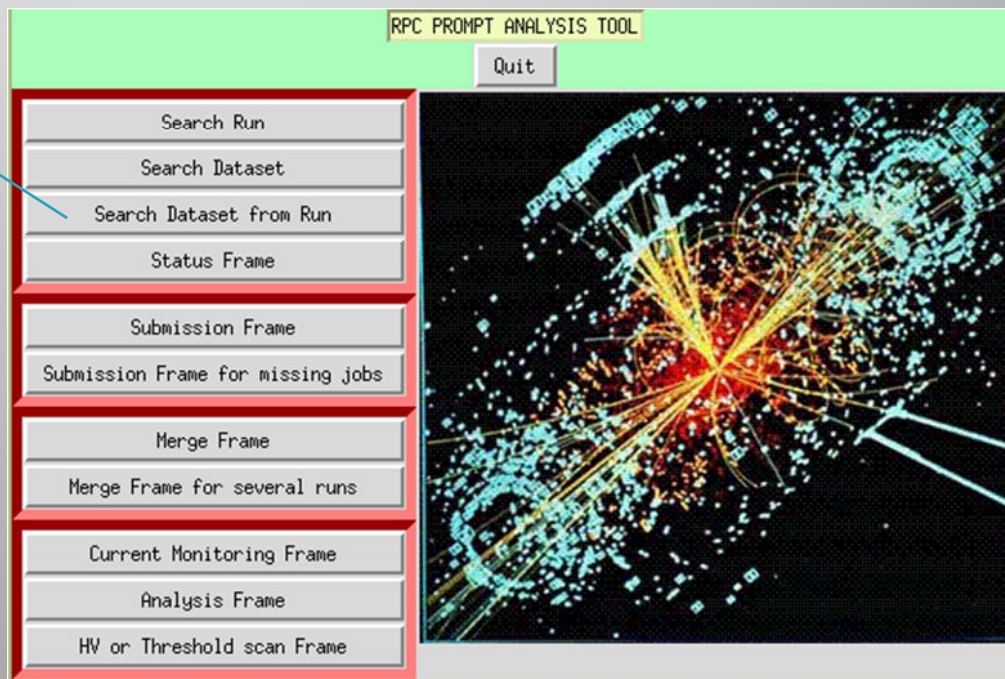 RPC PROMPT ANALYSIS TOOL
Quit
Search Run
Search Dataset
Search Dataset from Run
Status Frame
Submission Frame
Submission Frame for missing jobs
Merge Frame
Merge Frame for several runs
Current Monitoring Frame
Analysis Frame
HV or Threshold scan Frame